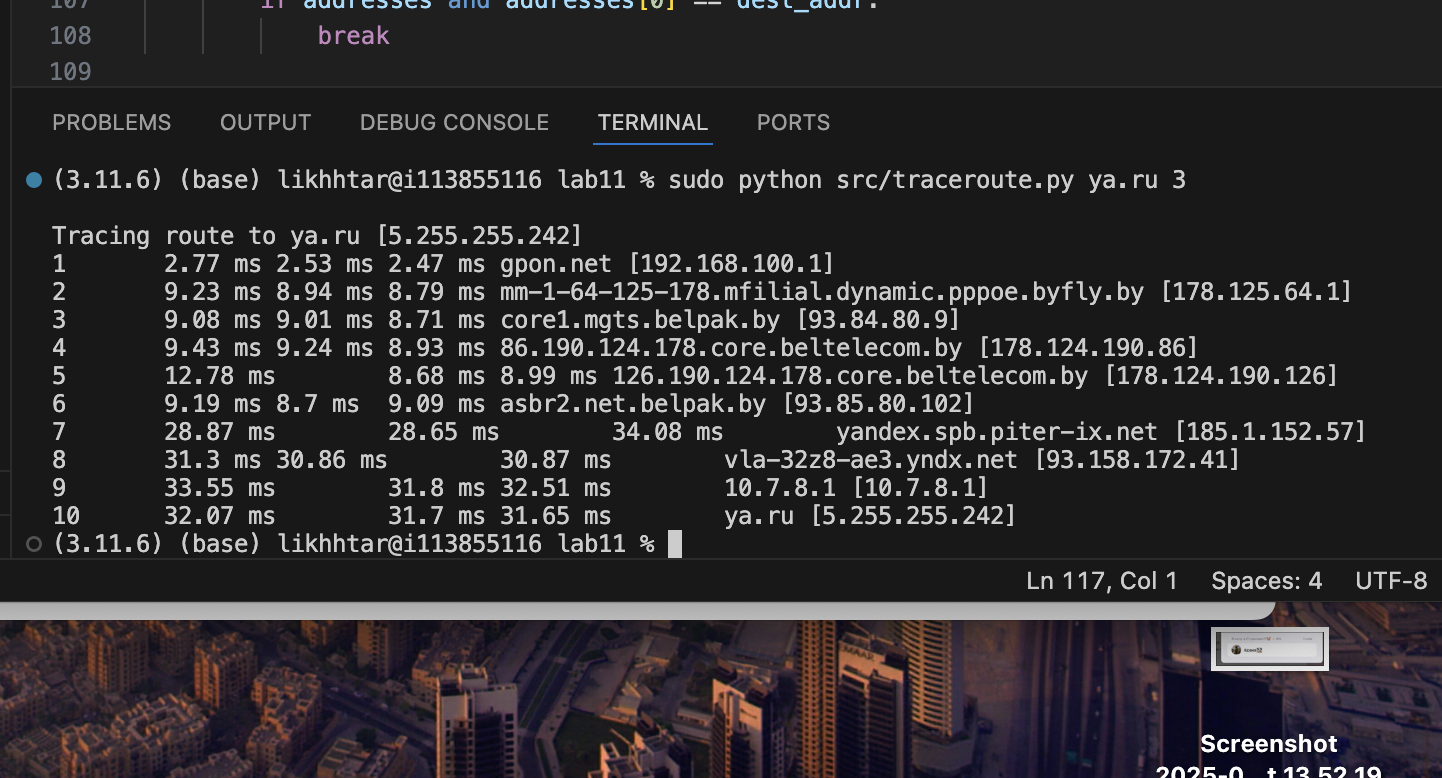 107 if addresses and addresses[0] == dest_addr:
108 break
109
PROBLEMS OUTPUT DEBUG CONSOLE TERMINAL PORTS
(3.11.6) (base) likhhtar@i113855116 lab11 % sudo python src/traceroute.py ya.ru 3
Tracing route to ya.ru [5.255.255.242]
1 2.77 ms 2.53 ms 2.47 ms gpon.net [192.168.100.1]
2 9.23 ms 8.94 ms 8.79 ms mm-1-64-125-178.mfilial.dynamic.pppoe.byfly.by [178.125.64.1]
3 9.08 ms 9.01 ms 8.71 ms core1.mgts.belpak.by [93.84.80.9]
4 9.43 ms 9.24 ms 8.93 ms 86.190.124.178.core.beltelecom.by [178.124.190.86]
5 12.78 ms 8.68 ms 8.99 ms 126.190.124.178.core.beltelecom.by [178.124.190.126]
6 9.19 ms 8.7 ms 9.09 ms asbr2.net.belpak.by [93.85.80.102]
7 28.87 ms 28.65 ms 34.08 ms yandex.spb.piter-ix.net [185.1.152.57]
8 31.3 ms 30.86 ms 30.87 ms vla-32z8-ae3.yndx.net [93.158.172.41]
9 33.55 ms 31.8 ms 32.51 ms 10.7.8.1 [10.7.8.1]
10 32.07 ms 31.7 ms 31.65 ms ya.ru [5.255.255.242]
(3.11.6) (base) likhhtar@i113855116 lab11 %
Ln 117, Col 1 Spaces: 4 UTF-8
EMAAR
Screenshot
2025-0...t 13.52.19